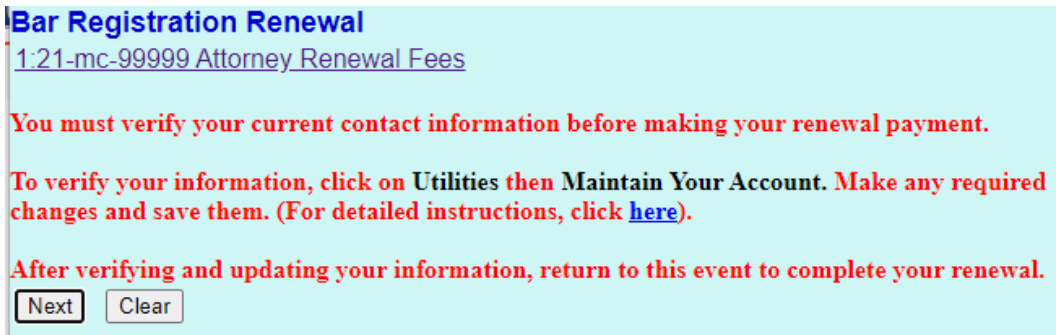 Bar Registration Renewal
1:21-mc-99999 Attorney Renewal Fees
You must verify your current contact information before making your renewal payment.
To verify your information, click on Utilities then Maintain Your Account. Make any required
changes and save them. (For detailed instructions, click here).
After verifying and updating your information, return to this event to complete your renewal.
Next Clear